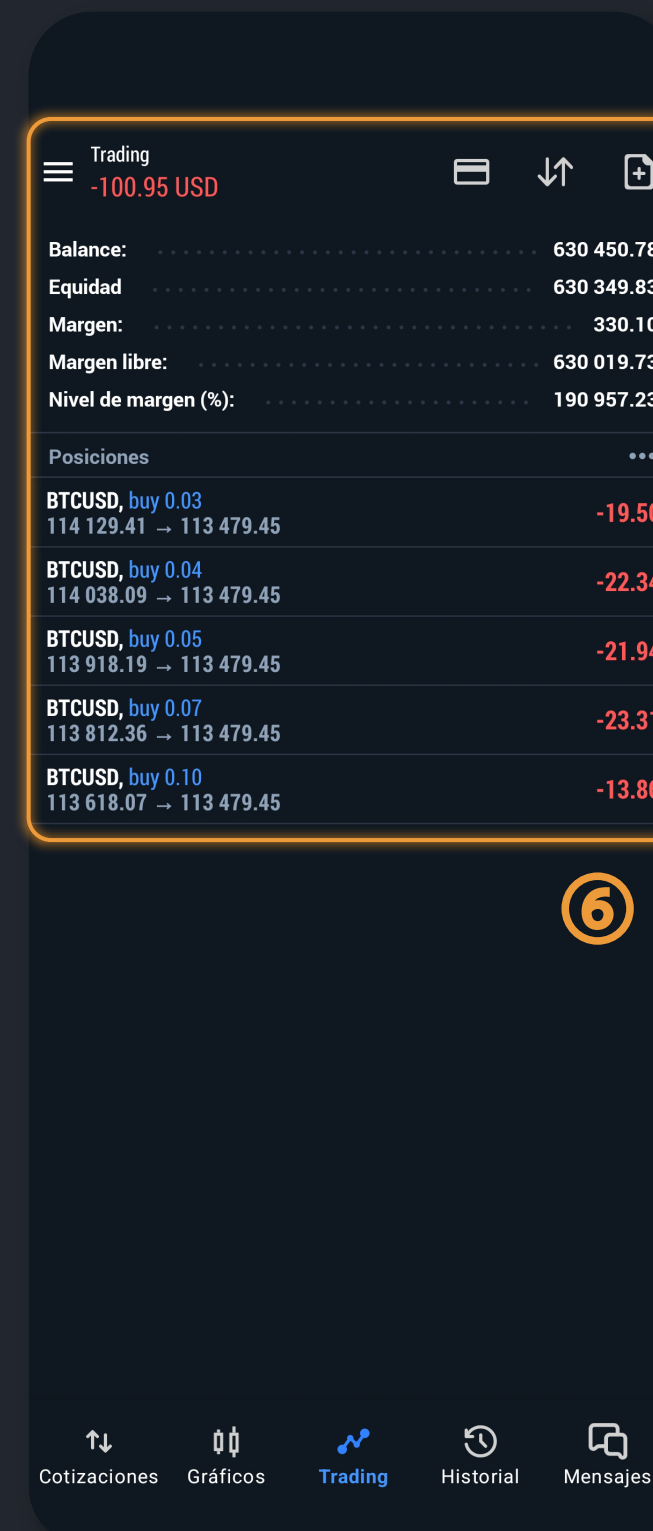 Trading
-100.95 USD
Balance: 630 450.78
Equidad 630 349.83
Margen: 330.10
Margen libre: 630 019.73
Nivel de margen (%): 190 957.23
Posiciones
BTCUSD, buy 0.03
114 129.41 → 113 479.45
-19.50
BTCUSD, buy 0.04
114 038.09 → 113 479.45
-22.34
BTCUSD, buy 0.05
113 918.19 → 113 479.45
-21.94
BTCUSD, buy 0.07
113 812.36 → 113 479.45
-23.31
BTCUSD, buy 0.10
113 618.07 → 113 479.45
-13.86
6
Cotizaciones Gráficos Trading Historial Mensajes